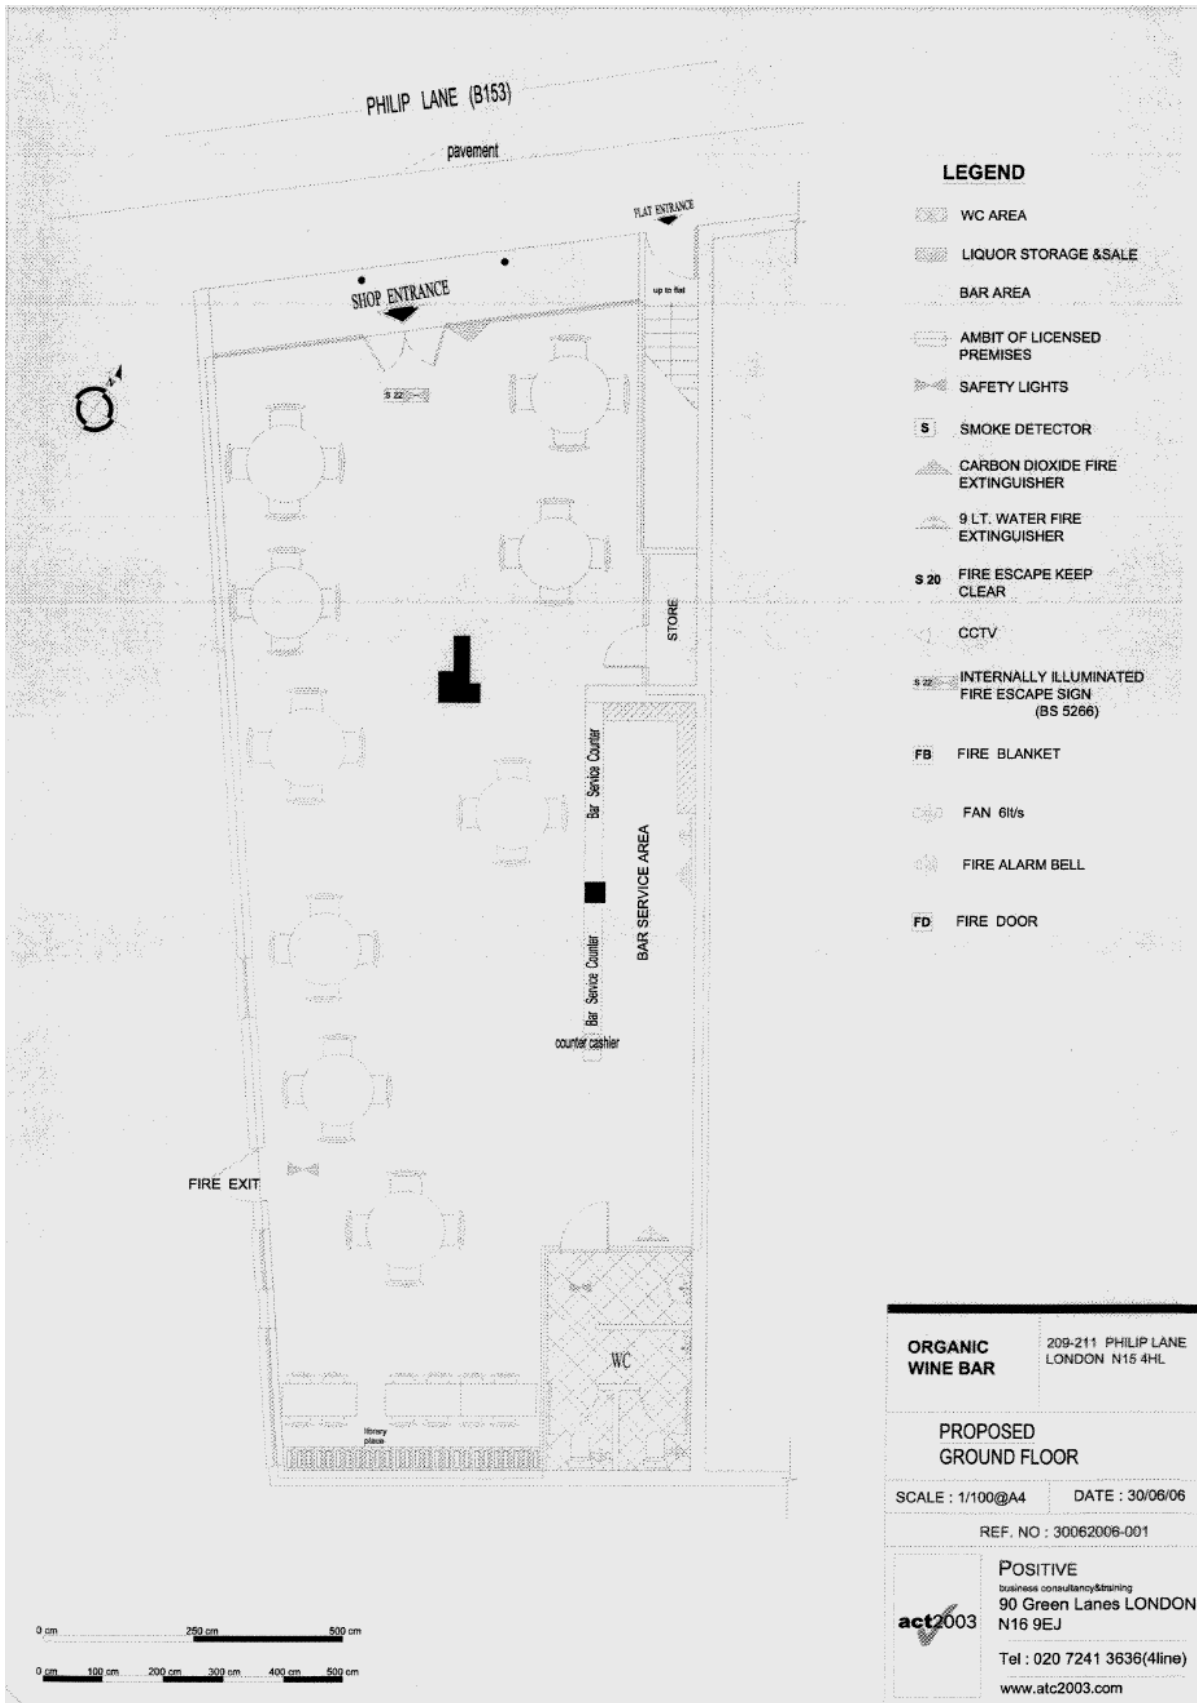 PHILIP LANE (B153)
pavement
FLAT ENTRANCE
SHOP ENTRANCE
up to flat
S 22
N
STORE
Bar Service Counter
BAR SERVICE AREA
Bar Service Counter
counter cashier
FIRE EXIT
WC
library
place
LEGEND
WC AREA
LIQUOR STORAGE &SALE
BAR AREA
AMBIT OF LICENSED
PREMISES
SAFETY LIGHTS
S SMOKE DETECTOR
CARBON DIOXIDE FIRE
EXTINGUISHER
9 LT. WATER FIRE
EXTINGUISHER
S 20 FIRE ESCAPE KEEP
CLEAR
CCTV
S 22 INTERNALLY ILLUMINATED
FIRE ESCAPE SIGN
(BS 5266)
FB FIRE BLANKET
FAN 6lt/s
FIRE ALARM BELL
FD FIRE DOOR
ORGANIC
WINE BAR
209-211 PHILIP LANE
LONDON N15 4HL
PROPOSED
GROUND FLOOR
SCALE : 1/100@A4
DATE : 30/06/06
REF. NO : 30062006-001
act2003
POSITIVE
business consultancy&training
90 Green Lanes LONDON
N16 9EJ
Tel : 020 7241 3636(4line)
www.atc2003.com
0 cm 250 cm 500 cm
0 cm 100 cm 200 cm 300 cm 400 cm 500 cm